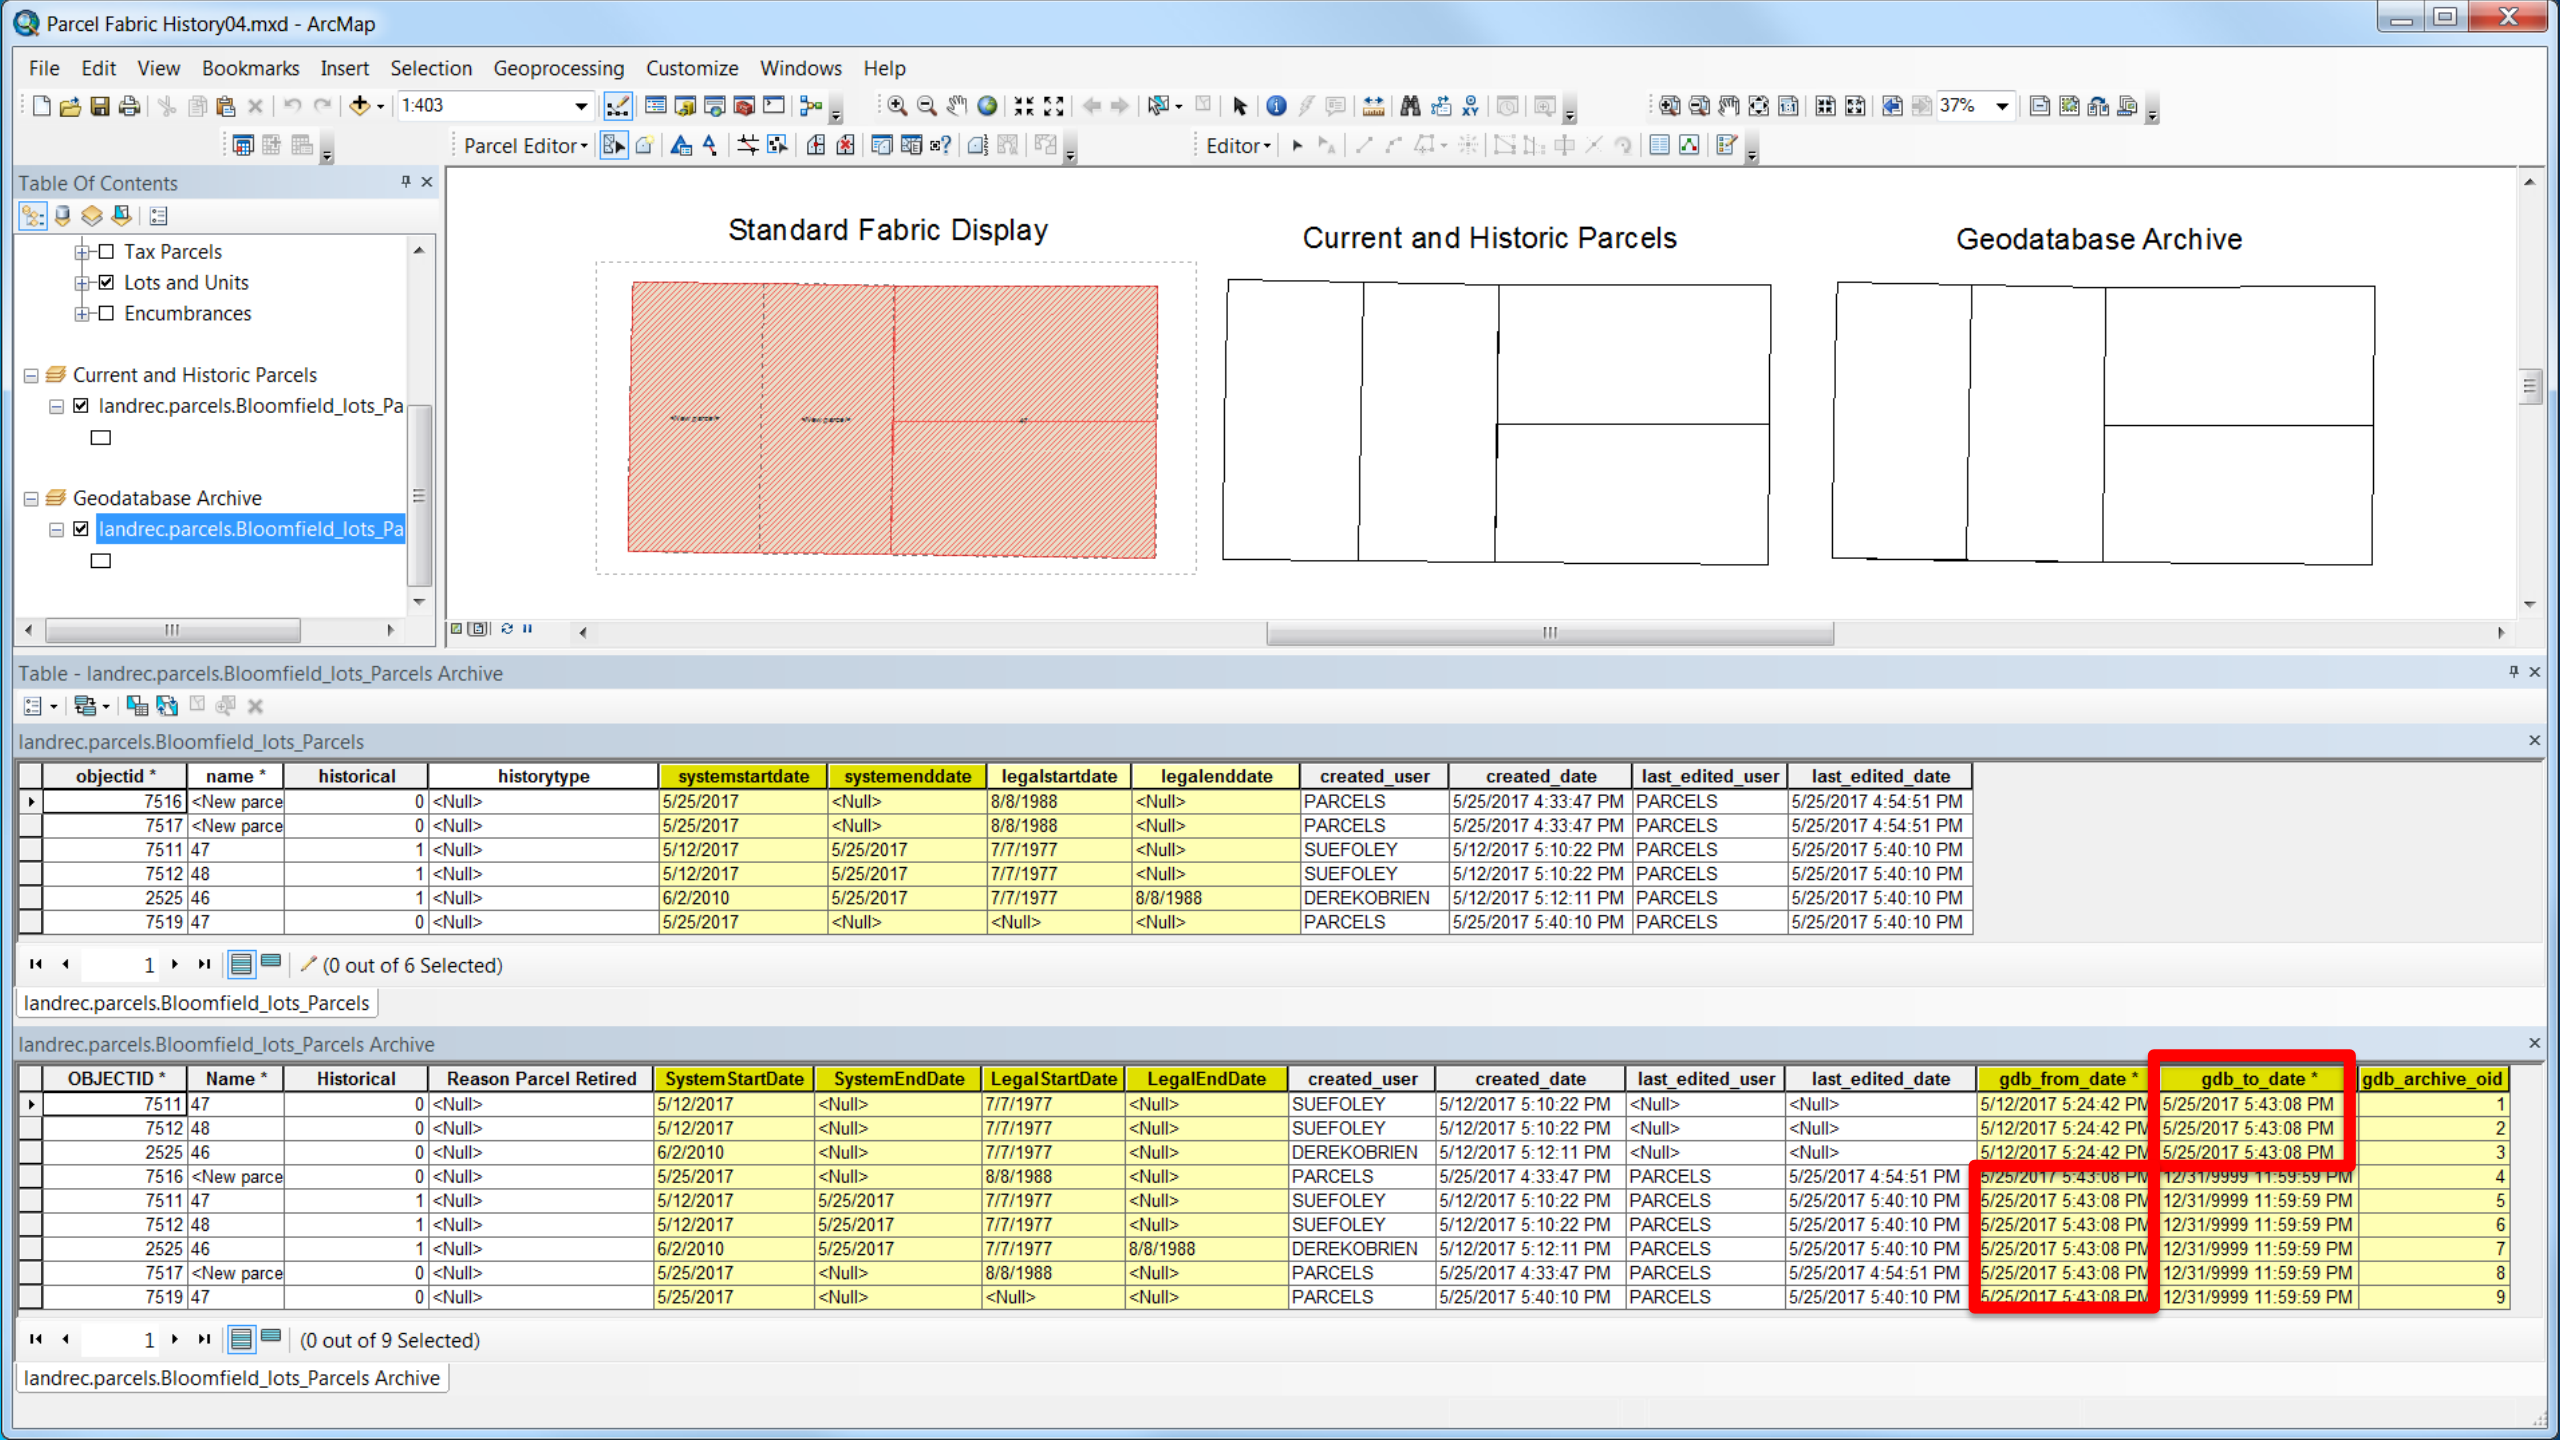 Parcel Fabric History04.mxd - ArcMap
File Edit View Bookmarks Insert Selection Geoprocessing Customize Windows Help
1:403 37%
Parcel Editor Editor
Table Of Contents
Tax Parcels
Lots and Units
Encumbrances
Current and Historic Parcels
landrec.parcels.Bloomfield_lots_Pa
Geodatabase Archive
landrec.parcels.Bloomfield_lots_Pa
Standard Fabric Display
Current and Historic Parcels
Geodatabase Archive
<New parcel> <New parcel> 47
Table - landrec.parcels.Bloomfield_lots_Parcels Archive
landrec.parcels.Bloomfield_lots_Parcels
objectid * name * historical historytype systemstartdate systemenddate legalstartdate legalenddate created_user created_date last_edited_user last_edited_date
7516 <New parce 0 <Null> 5/25/2017 <Null> 8/8/1988 <Null> PARCELS 5/25/2017 4:33:47 PM PARCELS 5/25/2017 4:54:51 PM
7517 <New parce 0 <Null> 5/25/2017 <Null> 8/8/1988 <Null> PARCELS 5/25/2017 4:33:47 PM PARCELS 5/25/2017 4:54:51 PM
7511 47 1 <Null> 5/12/2017 5/25/2017 7/7/1977 <Null> SUEFOLEY 5/12/2017 5:10:22 PM PARCELS 5/25/2017 5:40:10 PM
7512 48 1 <Null> 5/12/2017 5/25/2017 7/7/1977 <Null> SUEFOLEY 5/12/2017 5:10:22 PM PARCELS 5/25/2017 5:40:10 PM
2525 46 1 <Null> 6/2/2010 5/25/2017 7/7/1977 8/8/1988 DEREKOBRIEN 5/12/2017 5:12:11 PM PARCELS 5/25/2017 5:40:10 PM
7519 47 0 <Null> 5/25/2017 <Null> <Null> <Null> PARCELS 5/25/2017 5:40:10 PM PARCELS 5/25/2017 5:40:10 PM
1 (0 out of 6 Selected)
landrec.parcels.Bloomfield_lots_Parcels
landrec.parcels.Bloomfield_lots_Parcels Archive
OBJECTID * Name * Historical Reason Parcel Retired SystemStartDate SystemEndDate LegalStartDate LegalEndDate created_user created_date last_edited_user last_edited_date gdb_from_date * gdb_to_date * gdb_archive_oid
7511 47 0 <Null> 5/12/2017 <Null> 7/7/1977 <Null> SUEFOLEY 5/12/2017 5:10:22 PM <Null> <Null> 5/12/2017 5:24:42 PM 5/25/2017 5:43:08 PM 1
7512 48 0 <Null> 5/12/2017 <Null> 7/7/1977 <Null> SUEFOLEY 5/12/2017 5:10:22 PM <Null> <Null> 5/12/2017 5:24:42 PM 5/25/2017 5:43:08 PM 2
2525 46 0 <Null> 6/2/2010 <Null> 7/7/1977 <Null> DEREKOBRIEN 5/12/2017 5:12:11 PM <Null> <Null> 5/12/2017 5:24:42 PM 5/25/2017 5:43:08 PM 3
7516 <New parce 0 <Null> 5/25/2017 <Null> 8/8/1988 <Null> PARCELS 5/25/2017 4:33:47 PM PARCELS 5/25/2017 4:54:51 PM 5/25/2017 5:43:08 PM 12/31/9999 11:59:59 PM 4
7511 47 1 <Null> 5/12/2017 5/25/2017 7/7/1977 <Null> SUEFOLEY 5/12/2017 5:10:22 PM PARCELS 5/25/2017 5:40:10 PM 5/25/2017 5:43:08 PM 12/31/9999 11:59:59 PM 5
7512 48 1 <Null> 5/12/2017 5/25/2017 7/7/1977 <Null> SUEFOLEY 5/12/2017 5:10:22 PM PARCELS 5/25/2017 5:40:10 PM 5/25/2017 5:43:08 PM 12/31/9999 11:59:59 PM 6
2525 46 1 <Null> 6/2/2010 5/25/2017 7/7/1977 8/8/1988 DEREKOBRIEN 5/12/2017 5:12:11 PM PARCELS 5/25/2017 5:40:10 PM 5/25/2017 5:43:08 PM 12/31/9999 11:59:59 PM 7
7517 <New parce 0 <Null> 5/25/2017 <Null> 8/8/1988 <Null> PARCELS 5/25/2017 4:33:47 PM PARCELS 5/25/2017 4:54:51 PM 5/25/2017 5:43:08 PM 12/31/9999 11:59:59 PM 8
7519 47 0 <Null> 5/25/2017 <Null> <Null> <Null> PARCELS 5/25/2017 5:40:10 PM PARCELS 5/25/2017 5:40:10 PM 5/25/2017 5:43:08 PM 12/31/9999 11:59:59 PM 9
1 (0 out of 9 Selected)
landrec.parcels.Bloomfield_lots_Parcels Archive